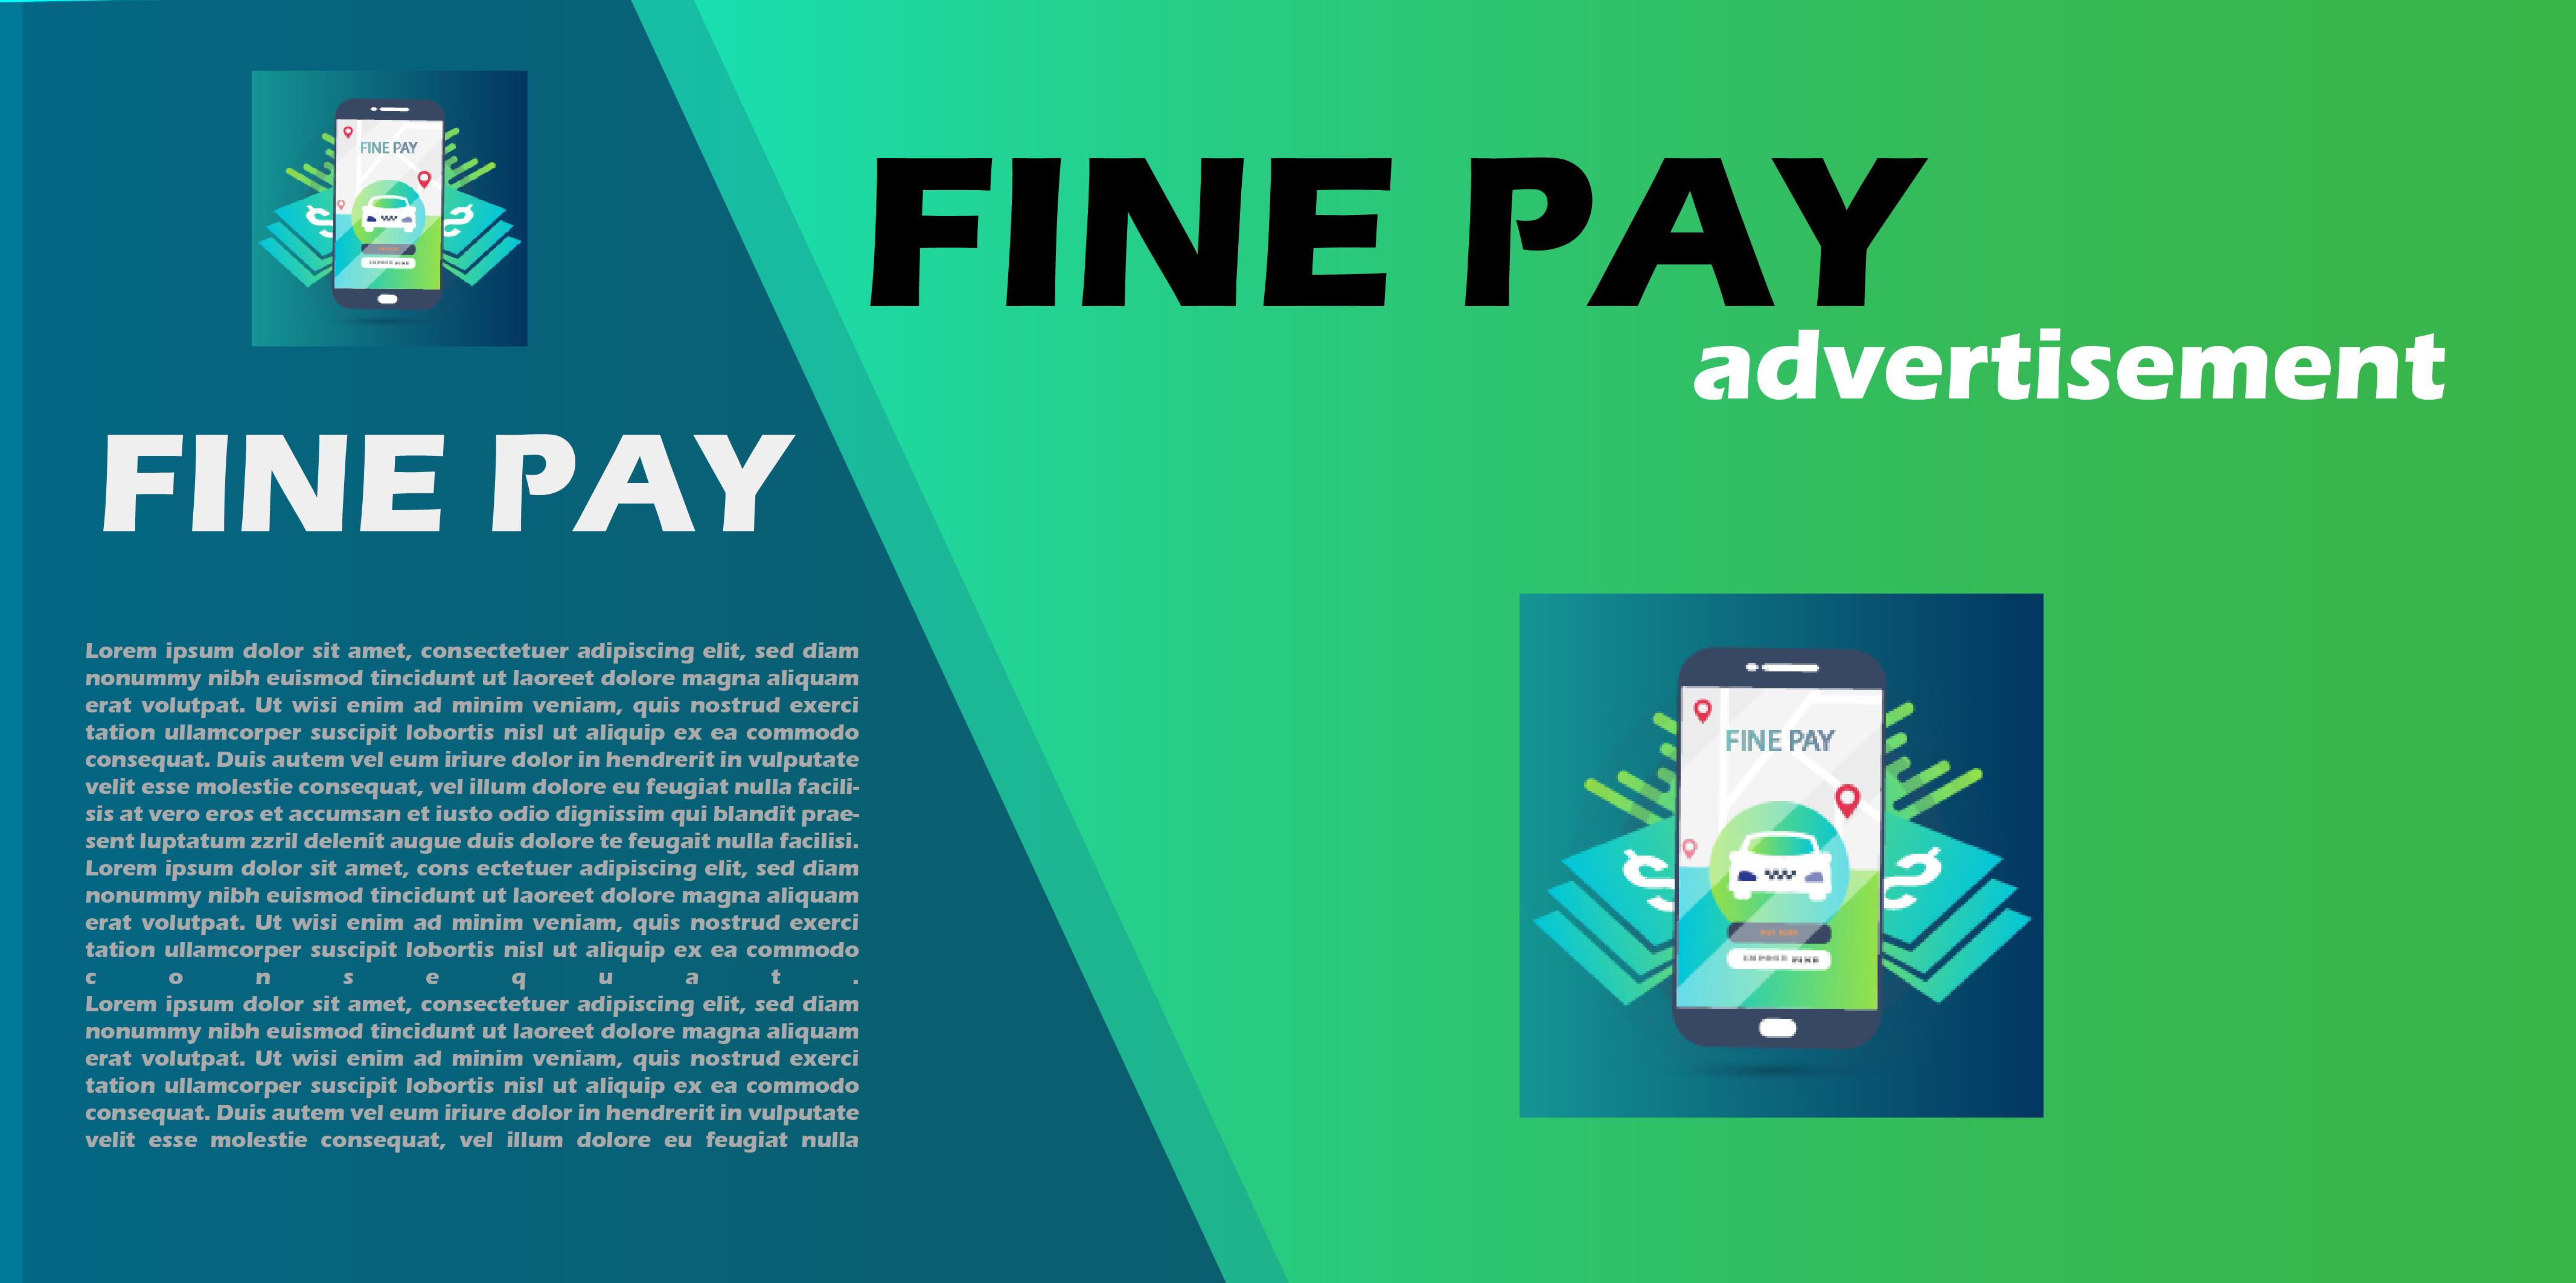 FINE PAY
FINE PAY
Lorem ipsum dolor sit amet, consectetuer adipiscing elit, sed diam
nonummy nibh euismod tincidunt ut laoreet dolore magna aliquam
erat volutpat. Ut wisi enim ad minim veniam, quis nostrud exerci
tation ullamcorper suscipit lobortis nisl ut aliquip ex ea commodo
consequat. Duis autem vel eum iriure dolor in hendrerit in vulputate
velit esse molestie consequat, vel illum dolore eu feugiat nulla facili-
sis at vero eros et accumsan et iusto odio dignissim qui blandit prae-
sent luptatum zzril delenit augue duis dolore te feugait nulla facilisi.
Lorem ipsum dolor sit amet, cons ectetuer adipiscing elit, sed diam
nonummy nibh euismod tincidunt ut laoreet dolore magna aliquam
erat volutpat. Ut wisi enim ad minim veniam, quis nostrud exerci
tation ullamcorper suscipit lobortis nisl ut aliquip ex ea commodo
consequat.
Lorem ipsum dolor sit amet, consectetuer adipiscing elit, sed diam
nonummy nibh euismod tincidunt ut laoreet dolore magna aliquam
erat volutpat. Ut wisi enim ad minim veniam, quis nostrud exerci
tation ullamcorper suscipit lobortis nisl ut aliquip ex ea commodo
consequat. Duis autem vel eum iriure dolor in hendrerit in vulputate
velit esse molestie consequat, vel illum dolore eu feugiat nulla
FINE PAY
advertisement
FINE PAY
PAY FINE
IMPOSE FINE